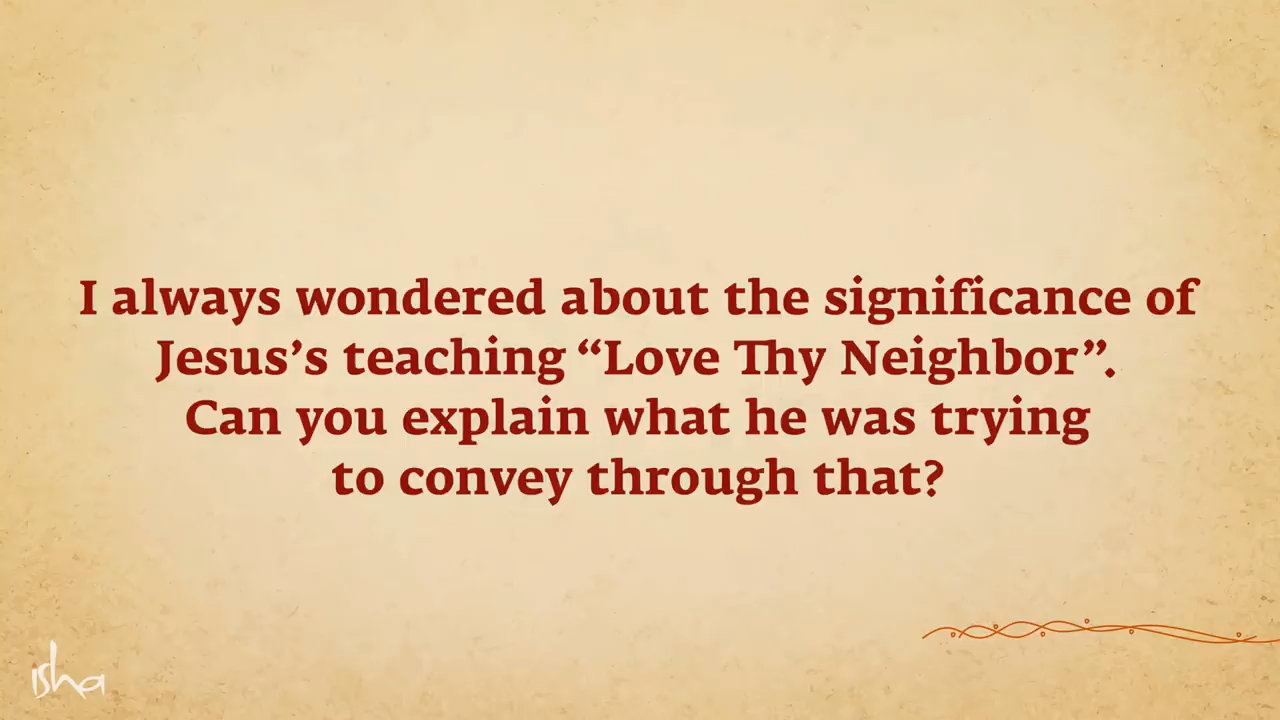 I always wondered about the significance of
Jesus’s teaching “Love Thy Neighbor”.
Can you explain what he was trying
to convey through that?
isha